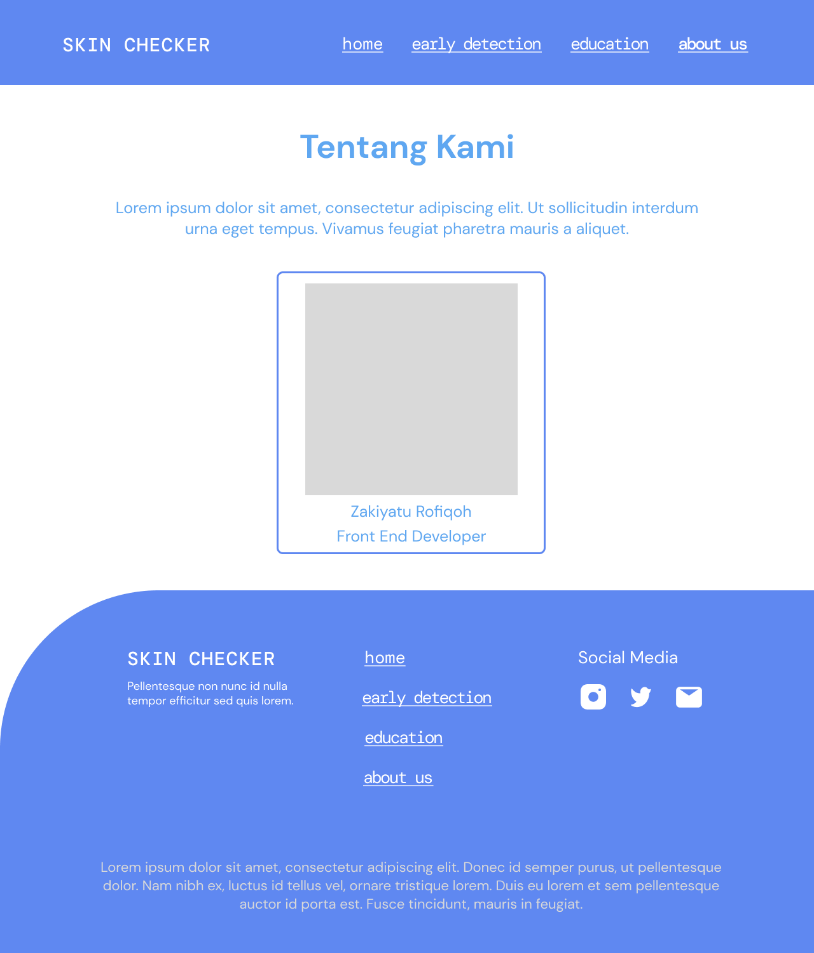 SKIN CHECKER
home
early detection
education
about us
Tentang Kami
Lorem ipsum dolor sit amet, consectetur adipiscing elit. Ut sollicitudin interdum
urna eget tempus. Vivamus feugiat pharetra mauris a aliquet.
Zakiyatu Rofiqoh
Front End Developer
SKIN CHECKER
Pellentesque non nunc id nulla
tempor efficitur sed quis lorem.
home
early detection
education
about us
Social Media
Lorem ipsum dolor sit amet, consectetur adipiscing elit. Donec id semper purus, ut pellentesque
dolor. Nam nibh ex, luctus id tellus vel, ornare tristique lorem. Duis eu lorem et sem pellentesque
auctor id porta est. Fusce tincidunt, mauris in feugiat.